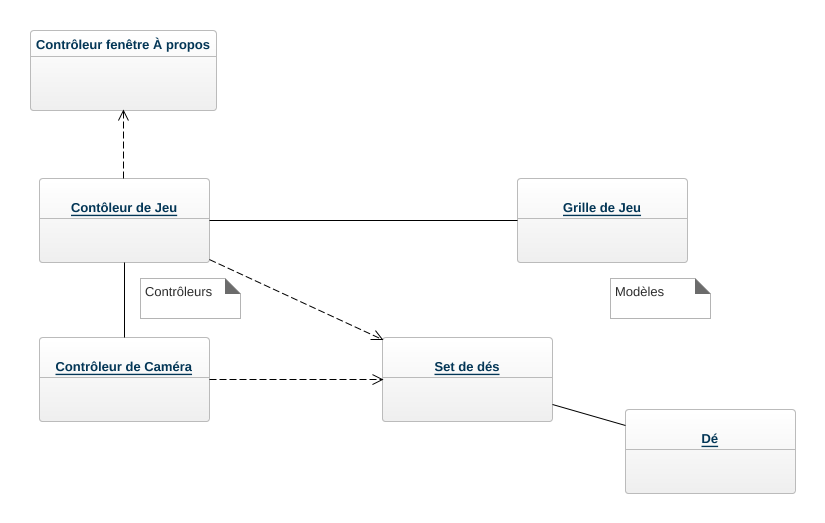 Contrôleur fenêtre À propos
Contôleur de Jeu
Grille de Jeu
Contrôleurs
Modèles
Contrôleur de Caméra
Set de dés
Dé